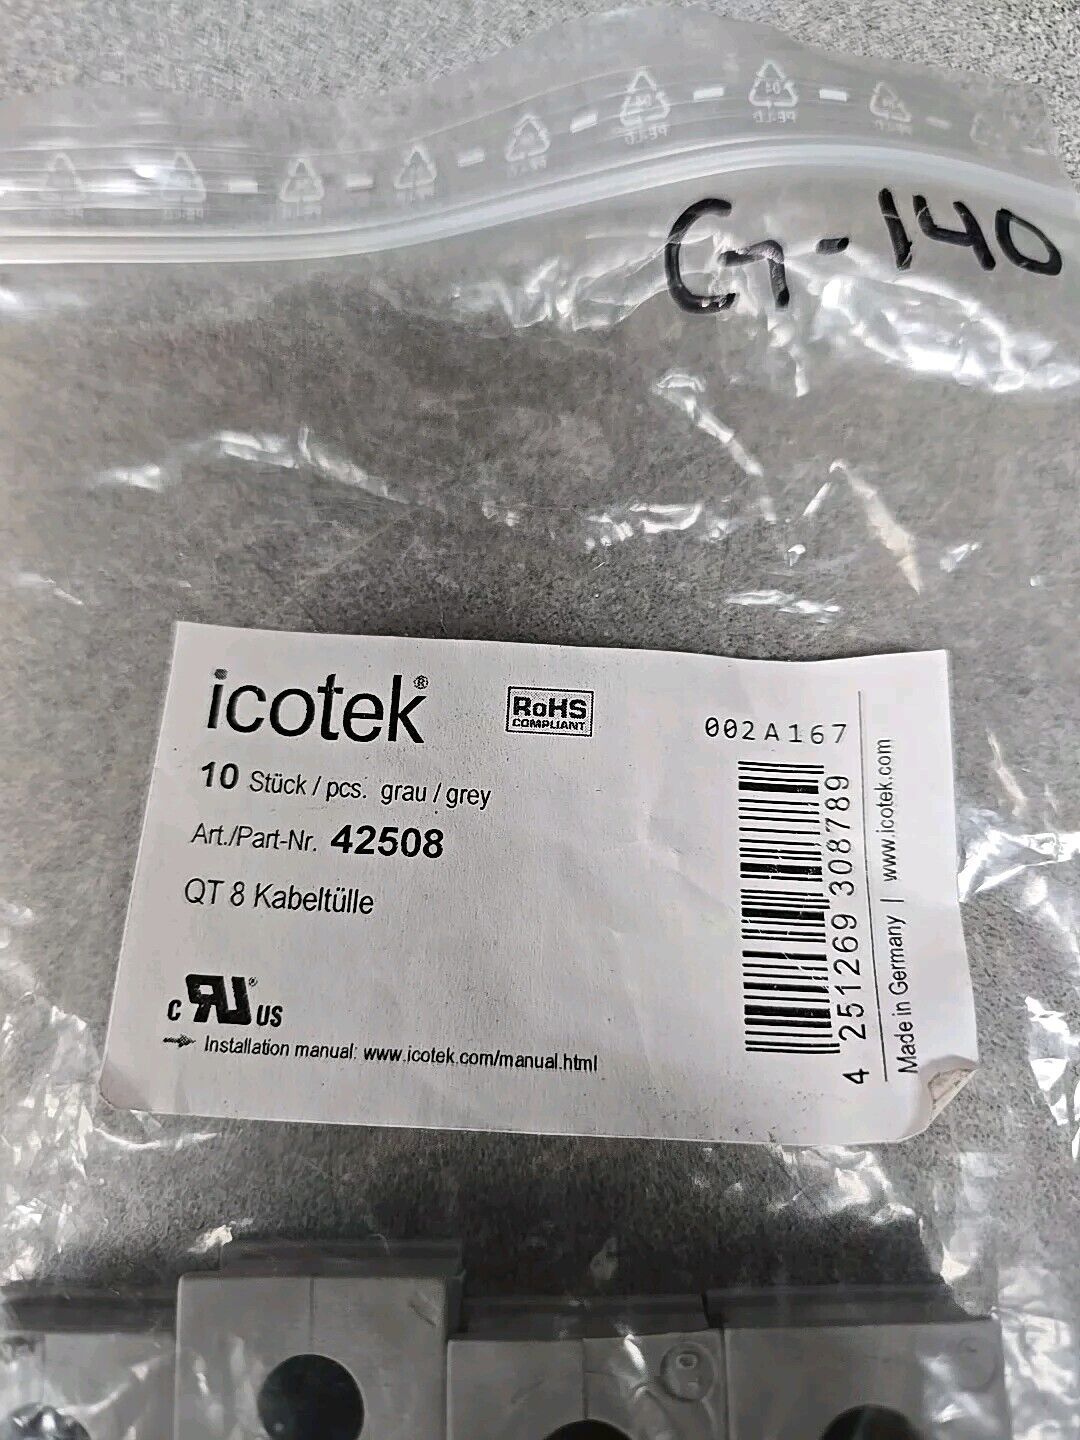 G-140
icotek®
RoHS
COMPLIANT
002A167
10 Stück / pcs. grau / grey
Art./Part-Nr. 42508
QT 8 Kabeltülle
c RU® US
Installation manual: www.icotek.com/manual.html
4 251269 308789
Made in Germany | www.icotek.com